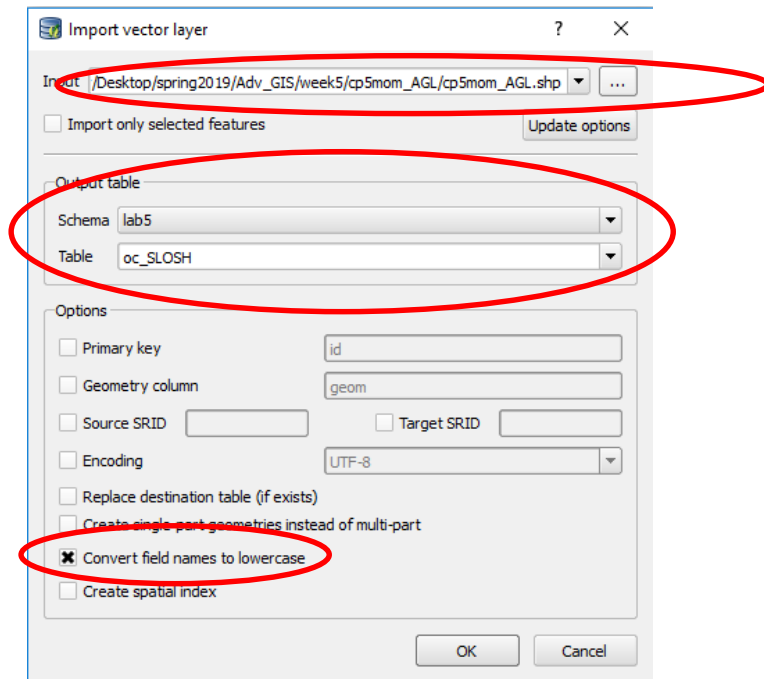 Import vector layer ?
Input /Desktop/spring2019/Adv_GIS/week5/cp5mom_AGL/cp5mom_AGL.shp ...
Import only selected features Update options
Output table
Schema lab5
Table oc_SLOSH
Options
Primary key id
Geometry column geom
Source SRID Target SRID
Encoding UTF-8
Replace destination table (if exists)
Create single-part geometries instead of multi-part
Convert field names to lowercase
Create spatial index
OK Cancel